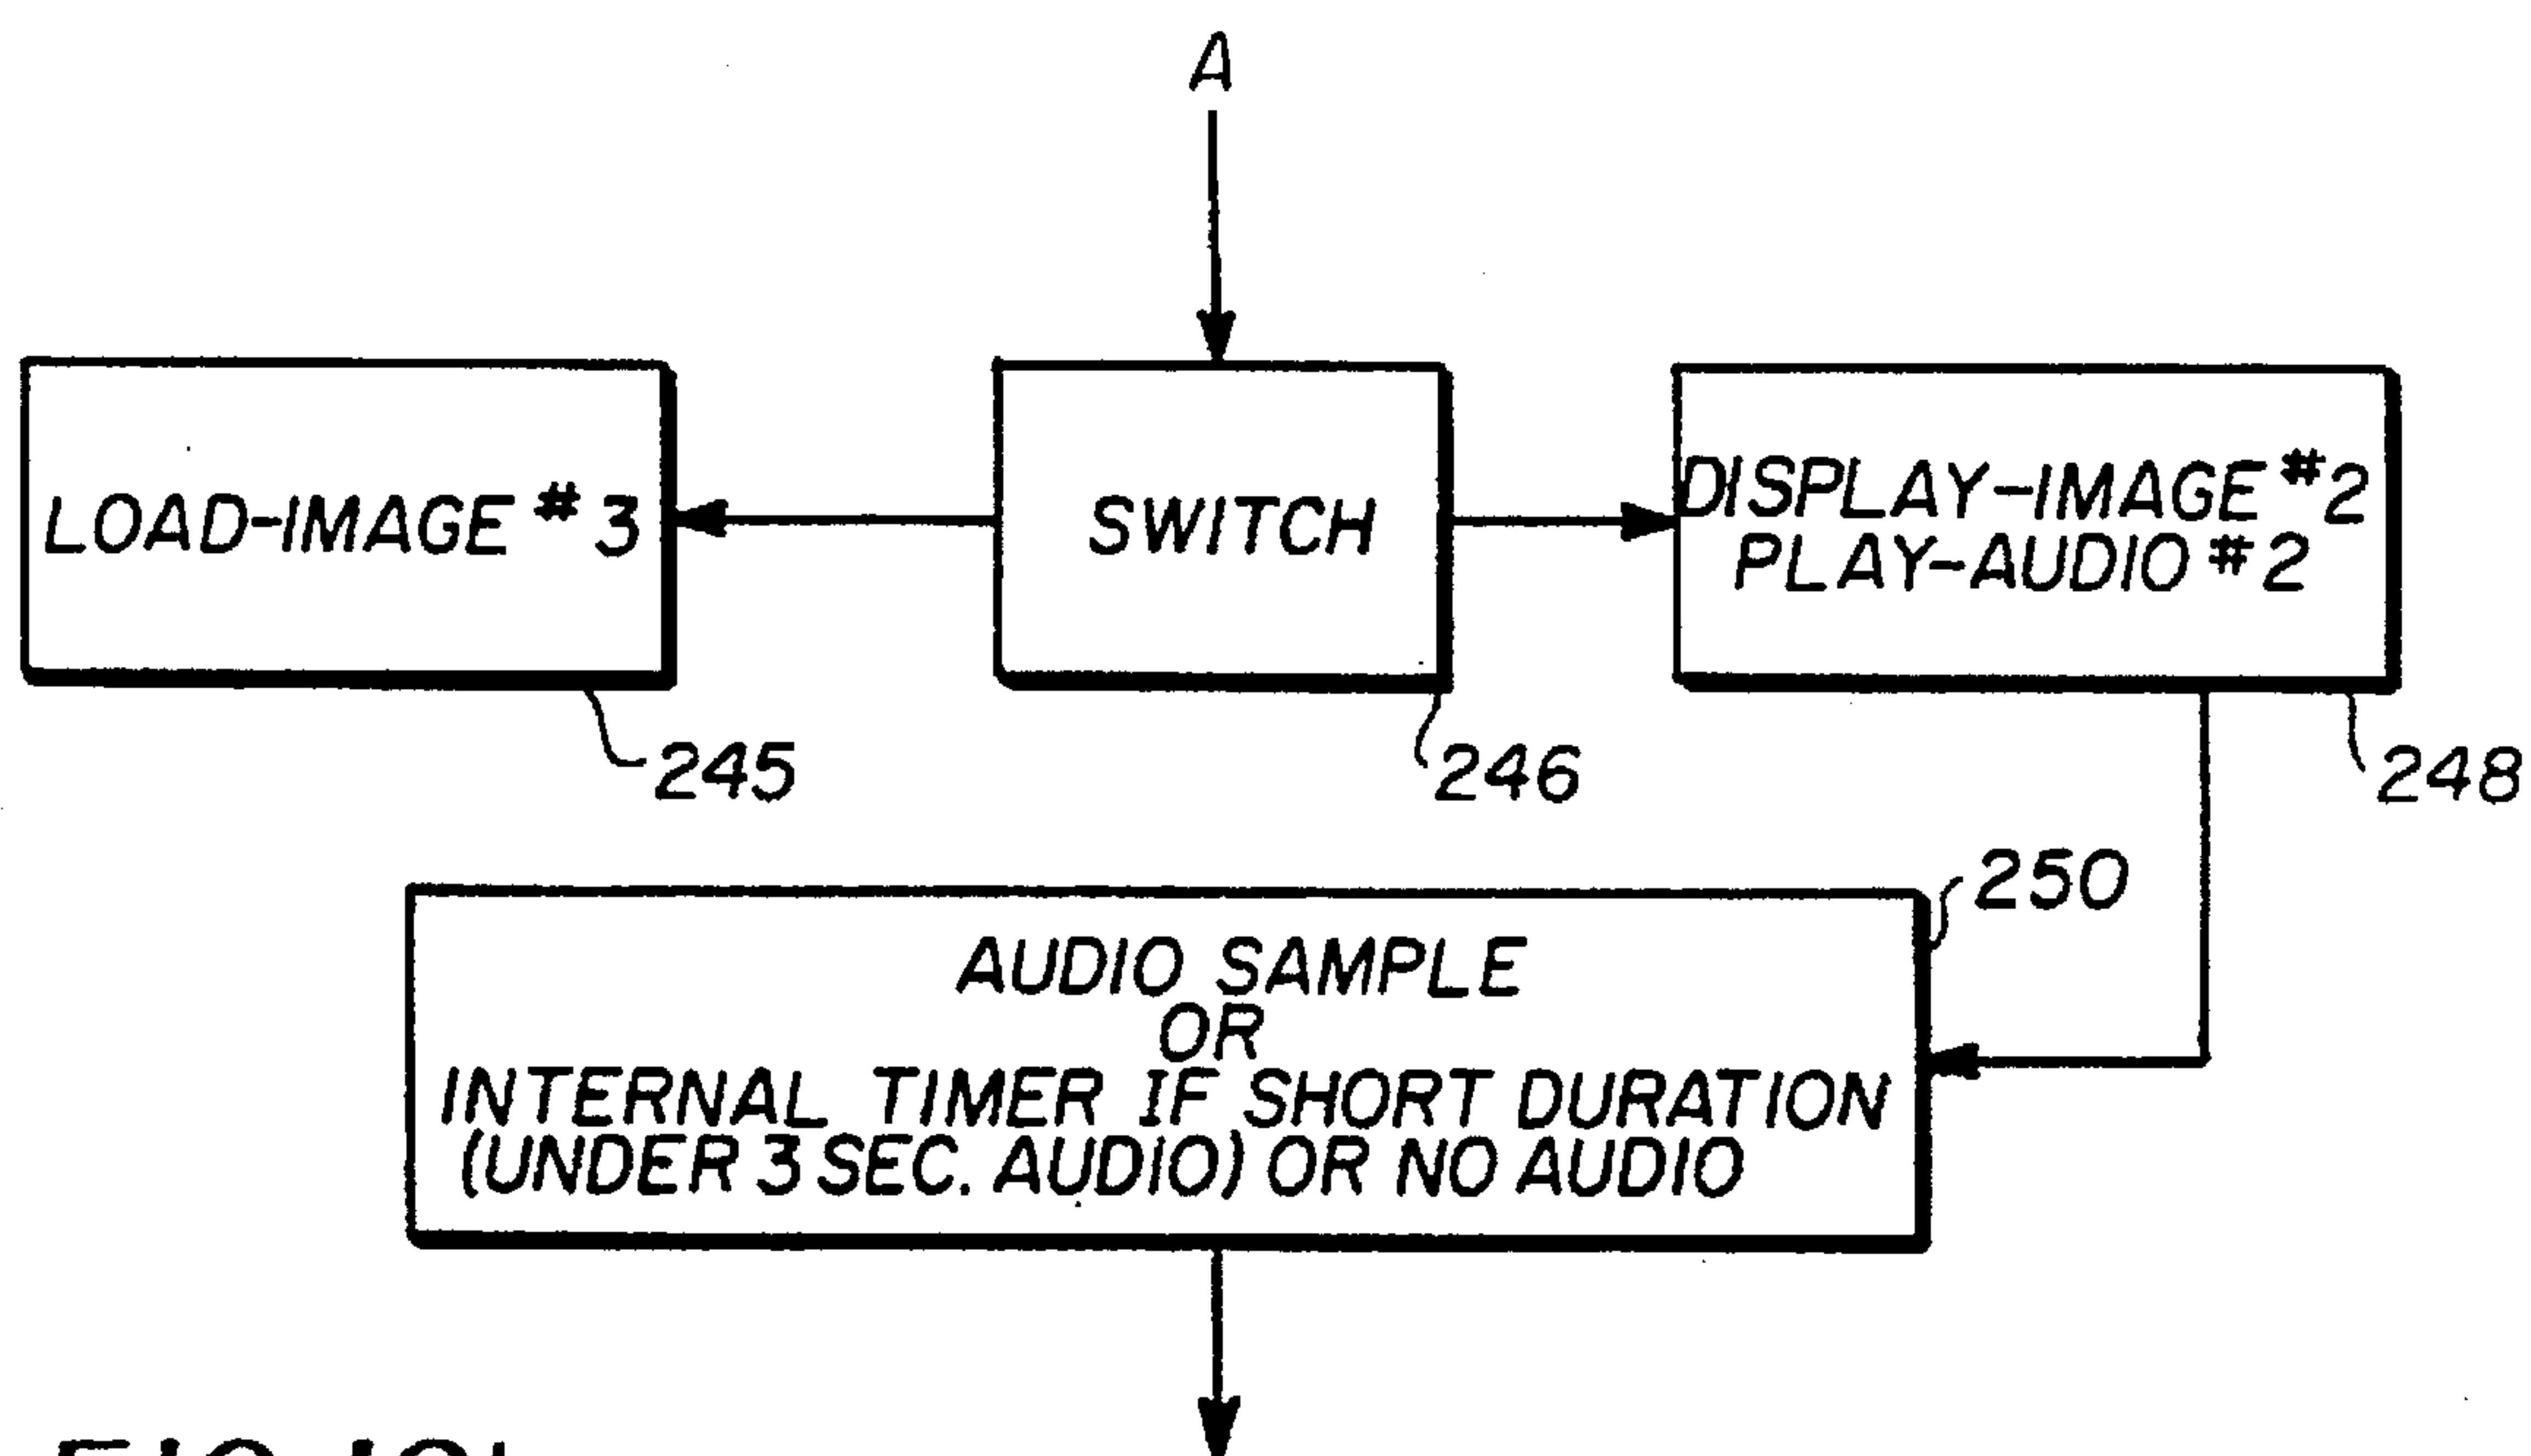 A
LOAD-IMAGE #3
SWITCH
DISPLAY-IMAGE #2
PLAY-AUDIO #2
245
246
248
250
AUDIO SAMPLE
OR
INTERNAL TIMER IF SHORT DURATION
(UNDER 3 SEC. AUDIO) OR NO AUDIO